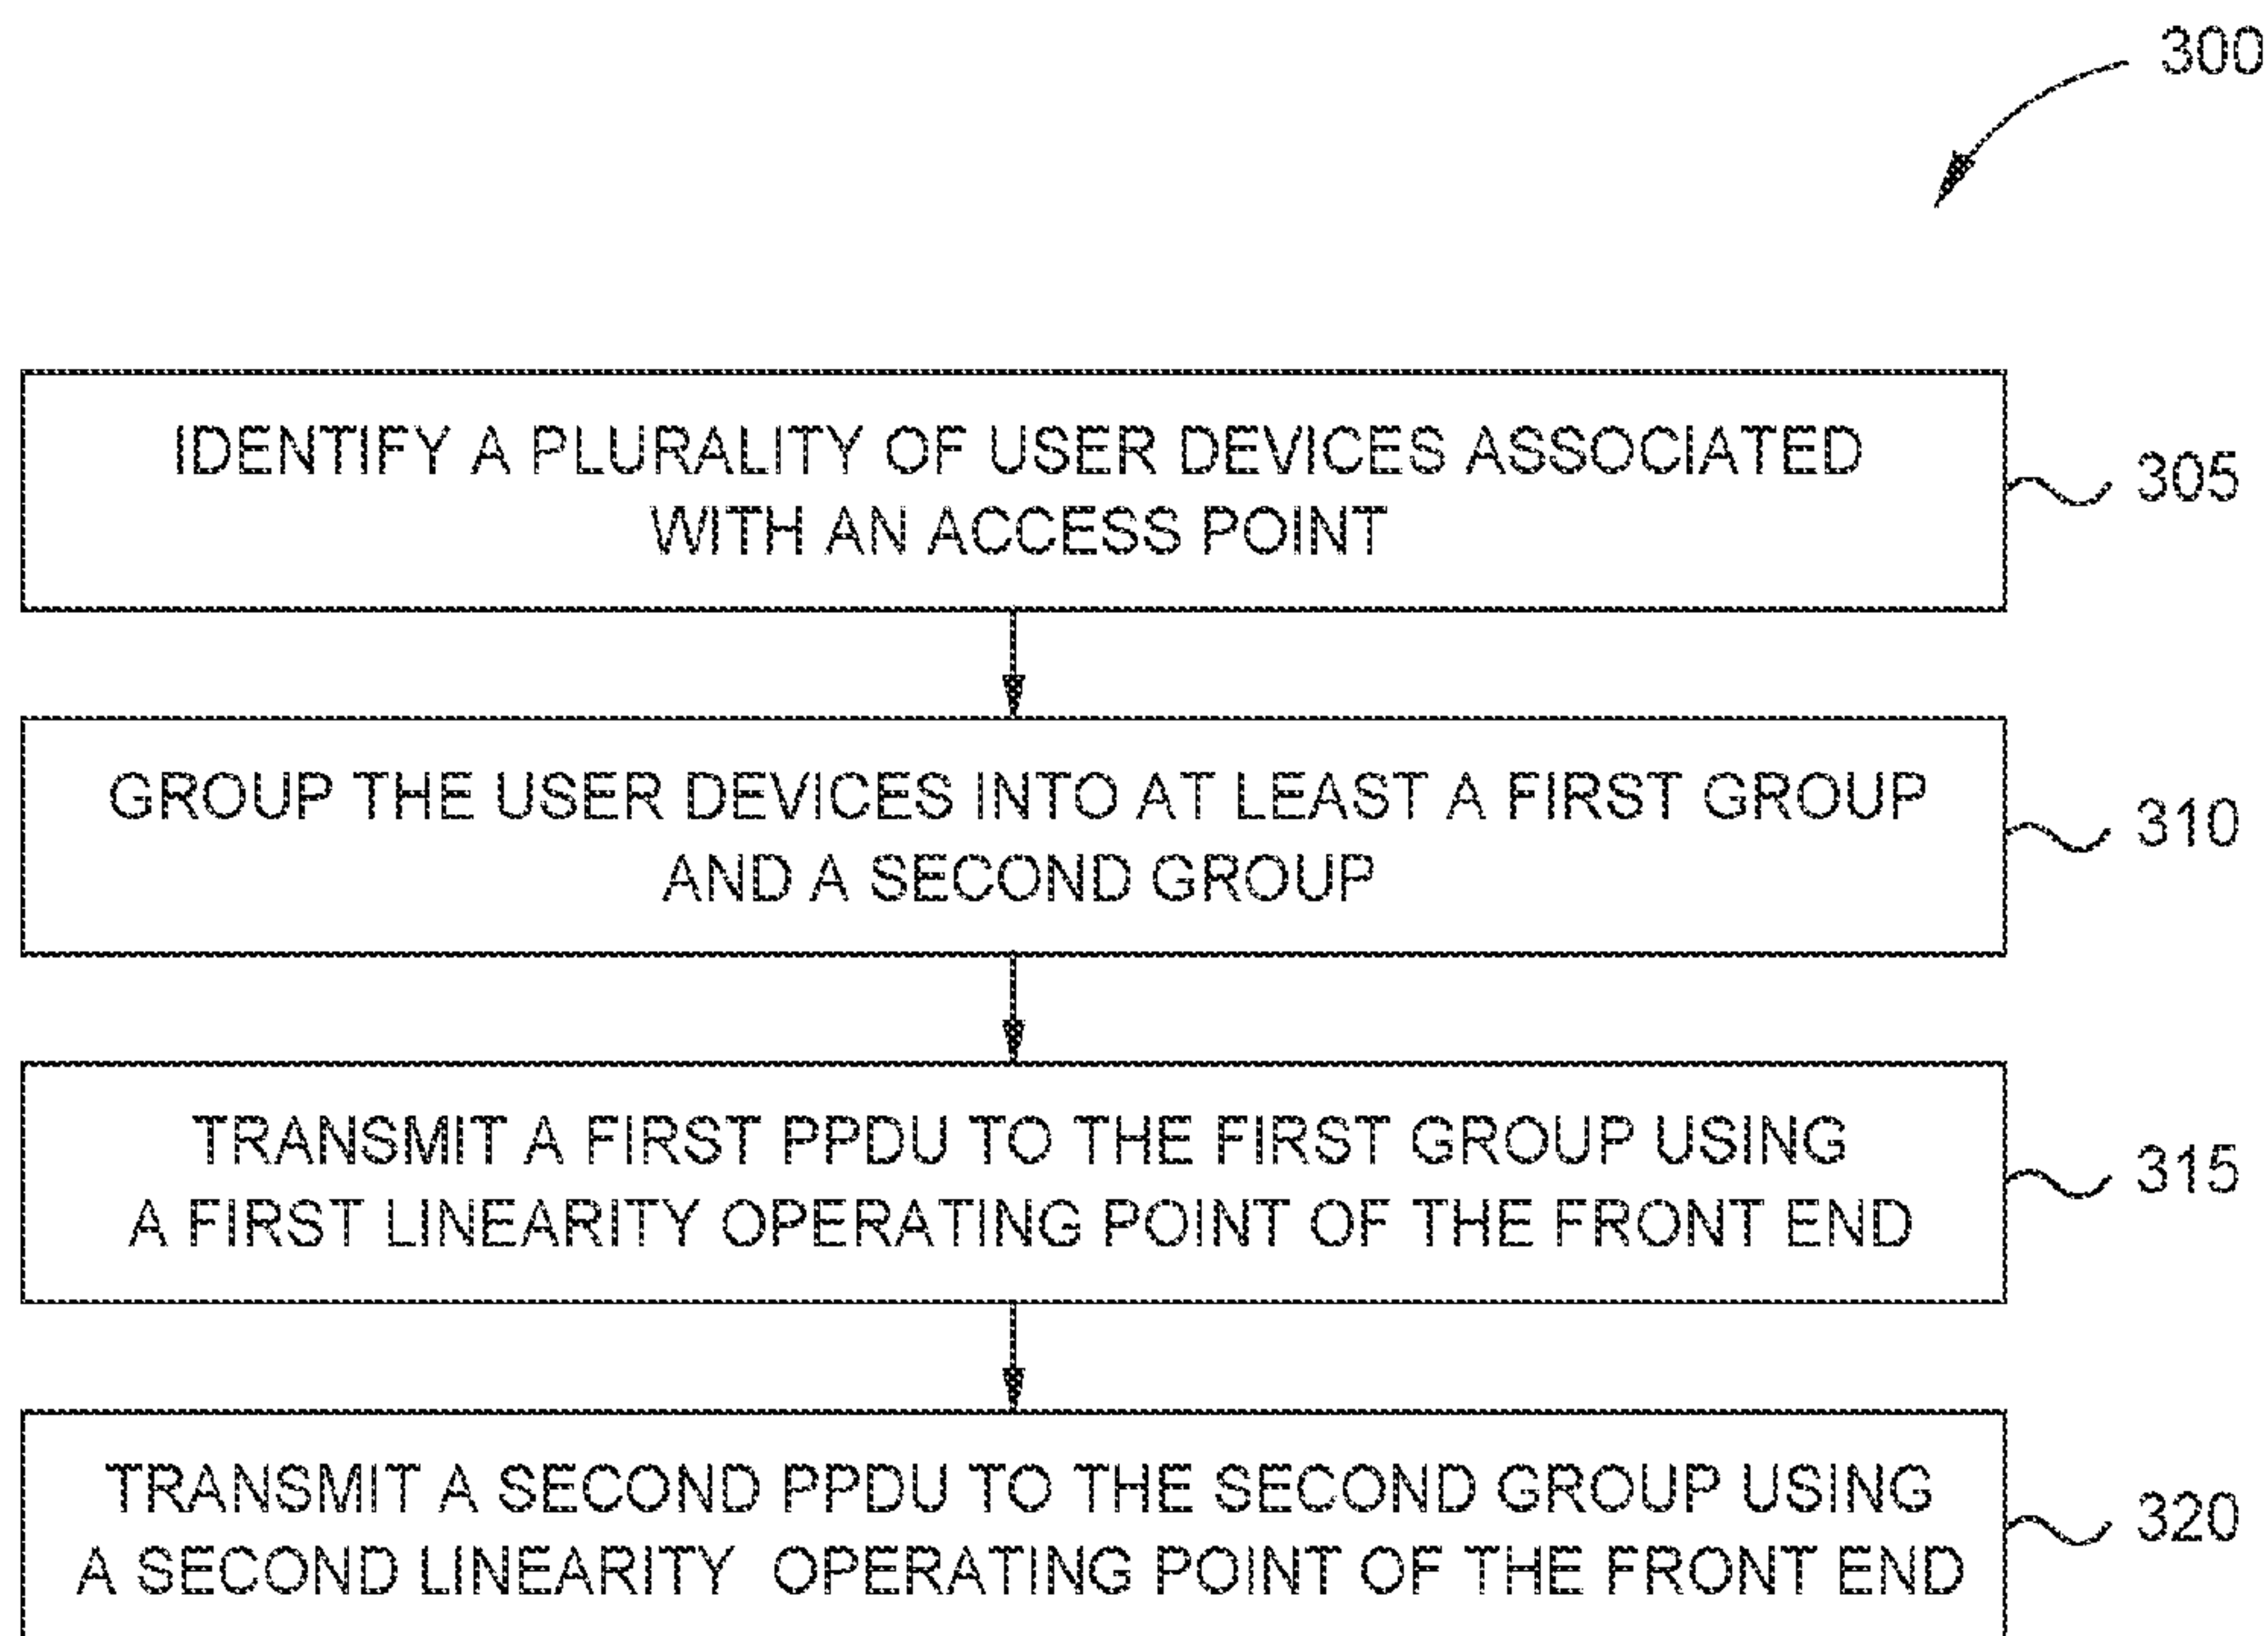 300
IDENTIFY A PLURALITY OF USER DEVICES ASSOCIATED
WITH AN ACCESS POINT
305
GROUP THE USER DEVICES INTO AT LEAST A FIRST GROUP
AND A SECOND GROUP
310
TRANSMIT A FIRST PPDU TO THE FIRST GROUP USING
A FIRST LINEARITY OPERATING POINT OF THE FRONT END
315
TRANSMIT A SECOND PPDU TO THE SECOND GROUP USING
A SECOND LINEARITY OPERATING POINT OF THE FRONT END
320